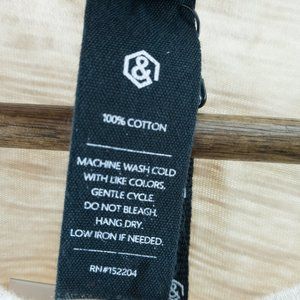 &
100% COTTON
MACHINE WASH COLD
WITH LIKE COLORS.
GENTLE CYCLE.
DO NOT BLEACH.
HANG DRY.
LOW IRON IF NEEDED.
RN#152204